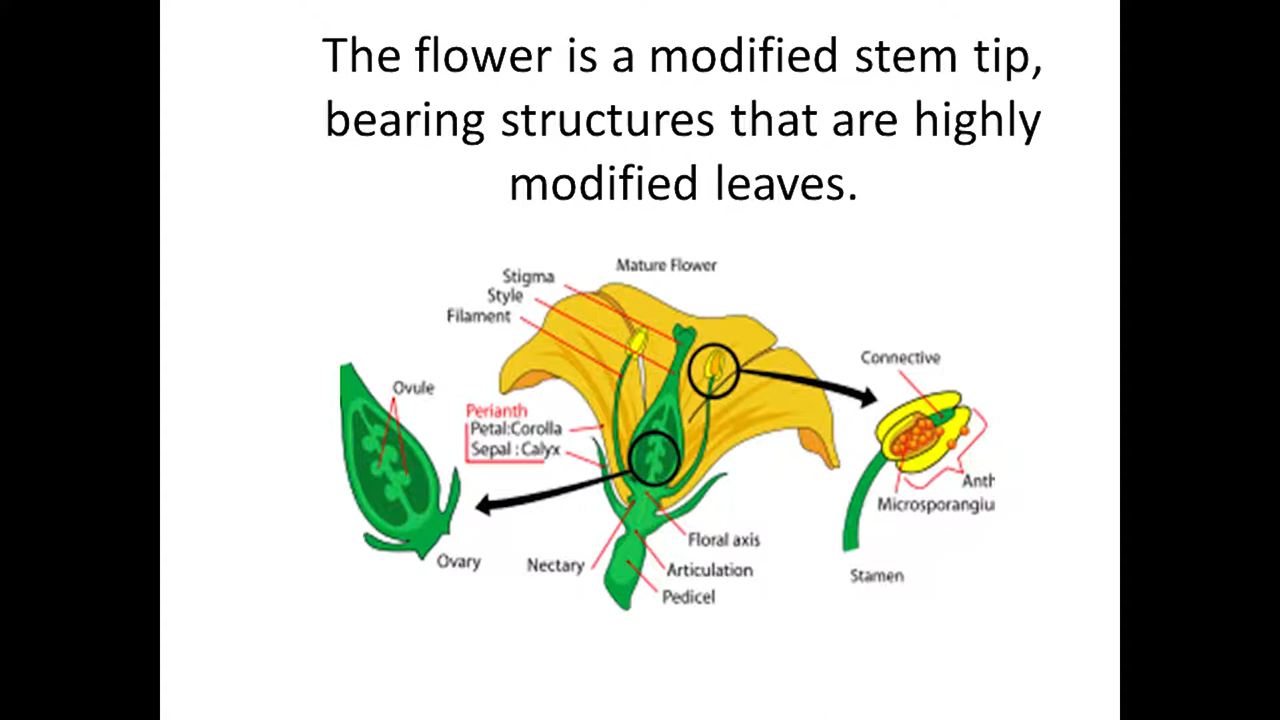 The flower is a modified stem tip,
bearing structures that are highly
modified leaves.
Mature Flower
Stigma
Style
Filament
Connective
Ovule
Perianth
Petal:Corolla
Sepal : Calyx
Anth
Microsporangiu
Floral axis
Ovary
Nectary
Articulation
Stamen
Pedicel